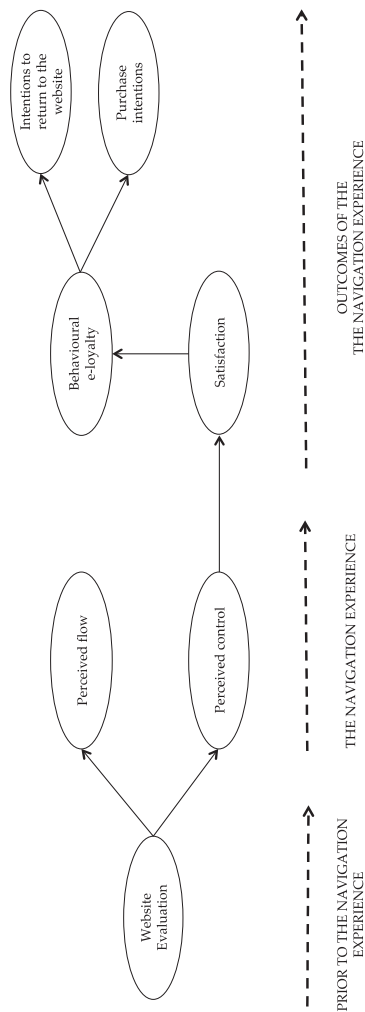 Website
Evaluation
Perceived flow
Perceived control
Behavioural
e-loyalty
Satisfaction
Intentions to
return to the
website
Purchase
intentions
PRIOR TO THE NAVIGATION
EXPERIENCE
THE NAVIGATION EXPERIENCE
OUTCOMES OF THE
THE NAVIGATION EXPERIENCE